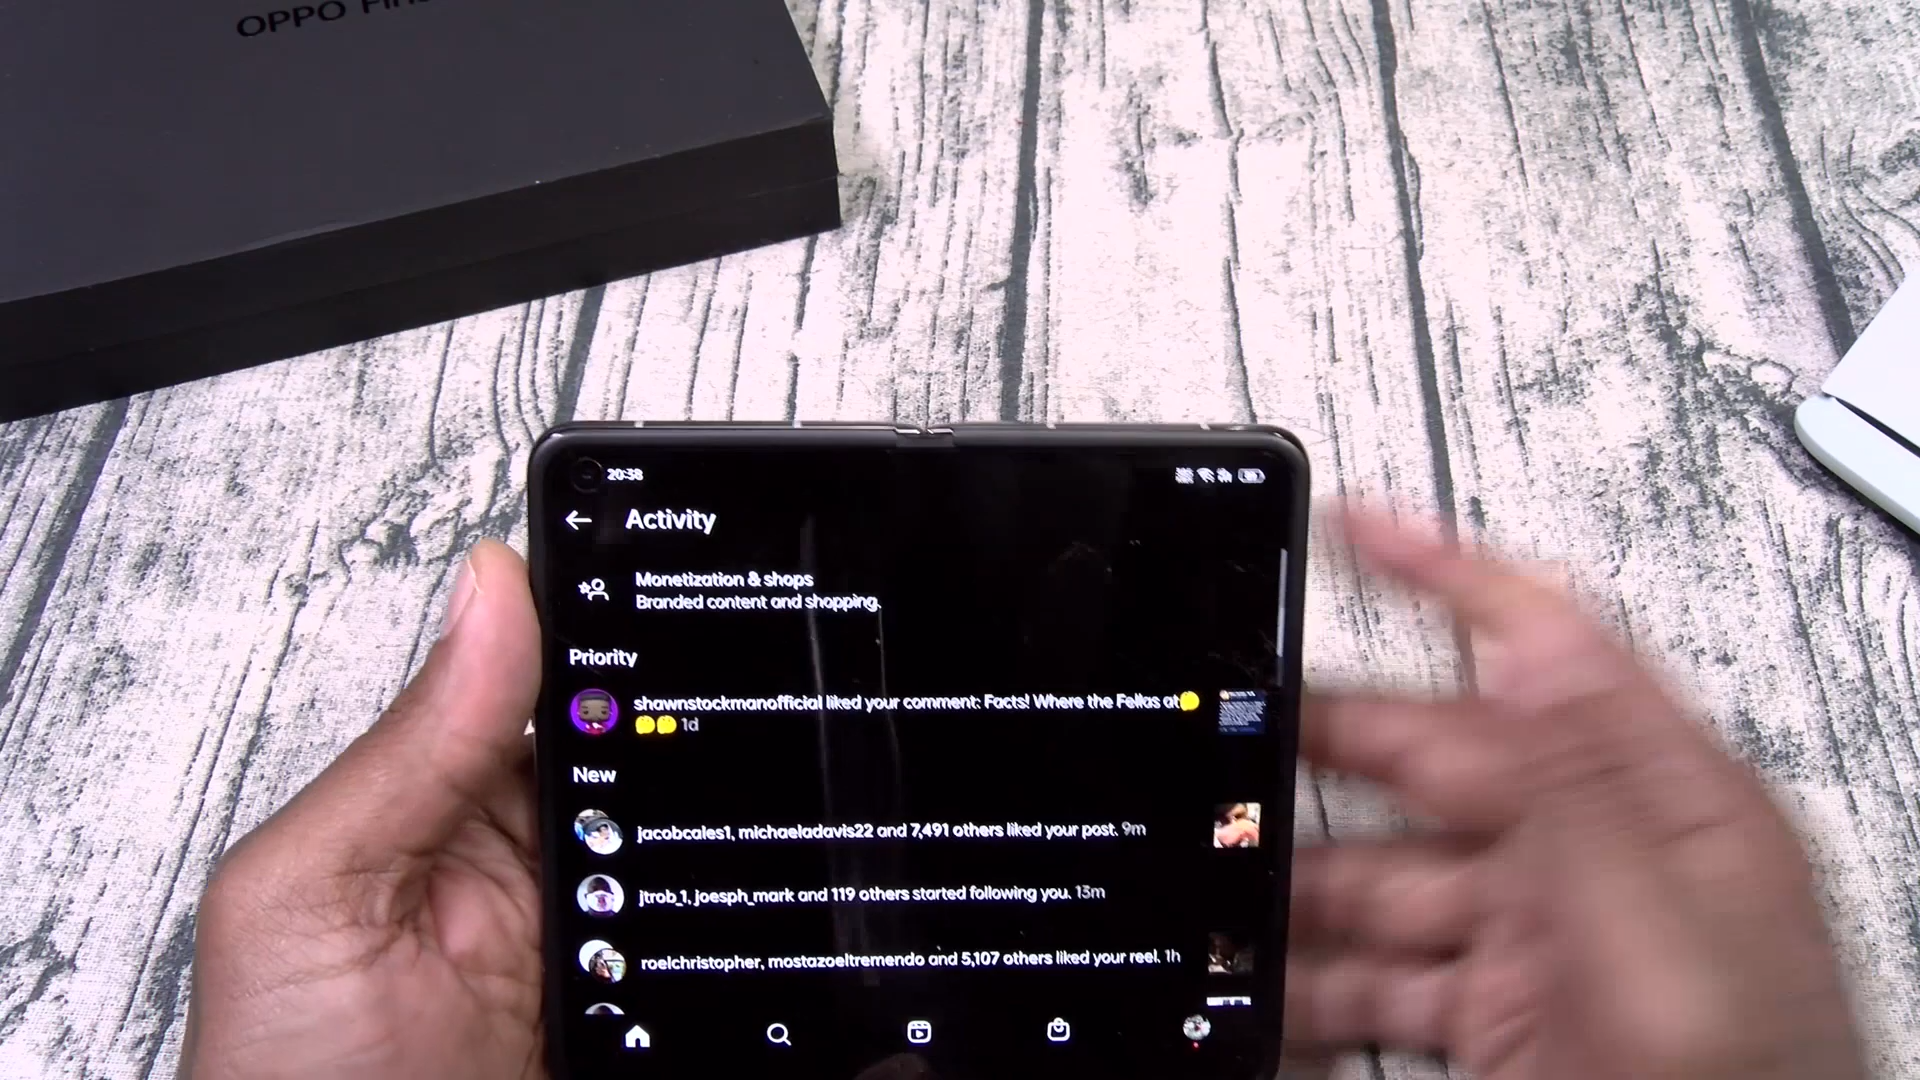 OPPO Find
20:38
Activity
Monetization & shops
Branded content and shopping.
Priority
shawnstockmanofficial liked your comment: Facts! Where the Fellas at🤔
🤔🤔 1d
New
jacobcales1, michaeladavis22 and 7,491 others liked your post. 9m
jtrob_1, joesph_mark and 119 others started following you. 13m
roelchristopher, mostazoeltremendo and 5,107 others liked your reel. 1h